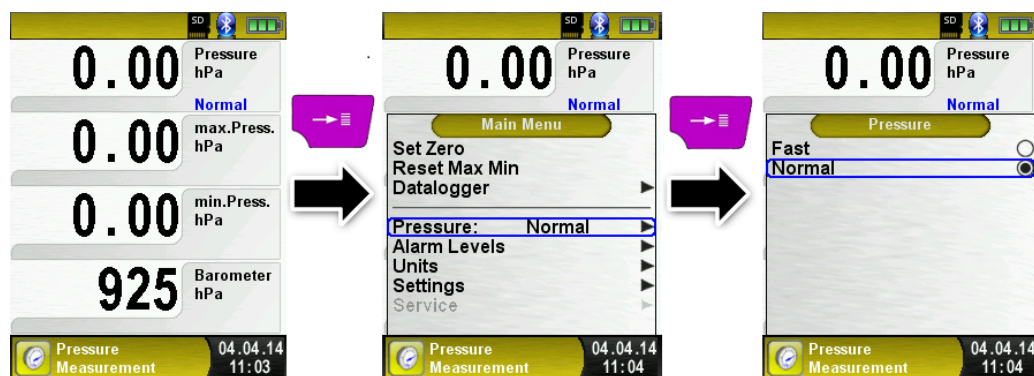 SD
0.00 Pressure
hPa
Normal
0.00 max.Press.
hPa
0.00 min.Press.
hPa
925 Barometer
hPa
Pressure
Measurement
04.04.14
11:03
SD
0.00 Pressure
hPa
Normal
Main Menu
Set Zero
Reset Max Min
Datalogger
Pressure: Normal
Alarm Levels
Units
Settings
Service
Pressure
Measurement
04.04.14
11:04
SD
0.00 Pressure
hPa
Normal
Pressure
Fast
Normal
Pressure
Measurement
04.04.14
11:04